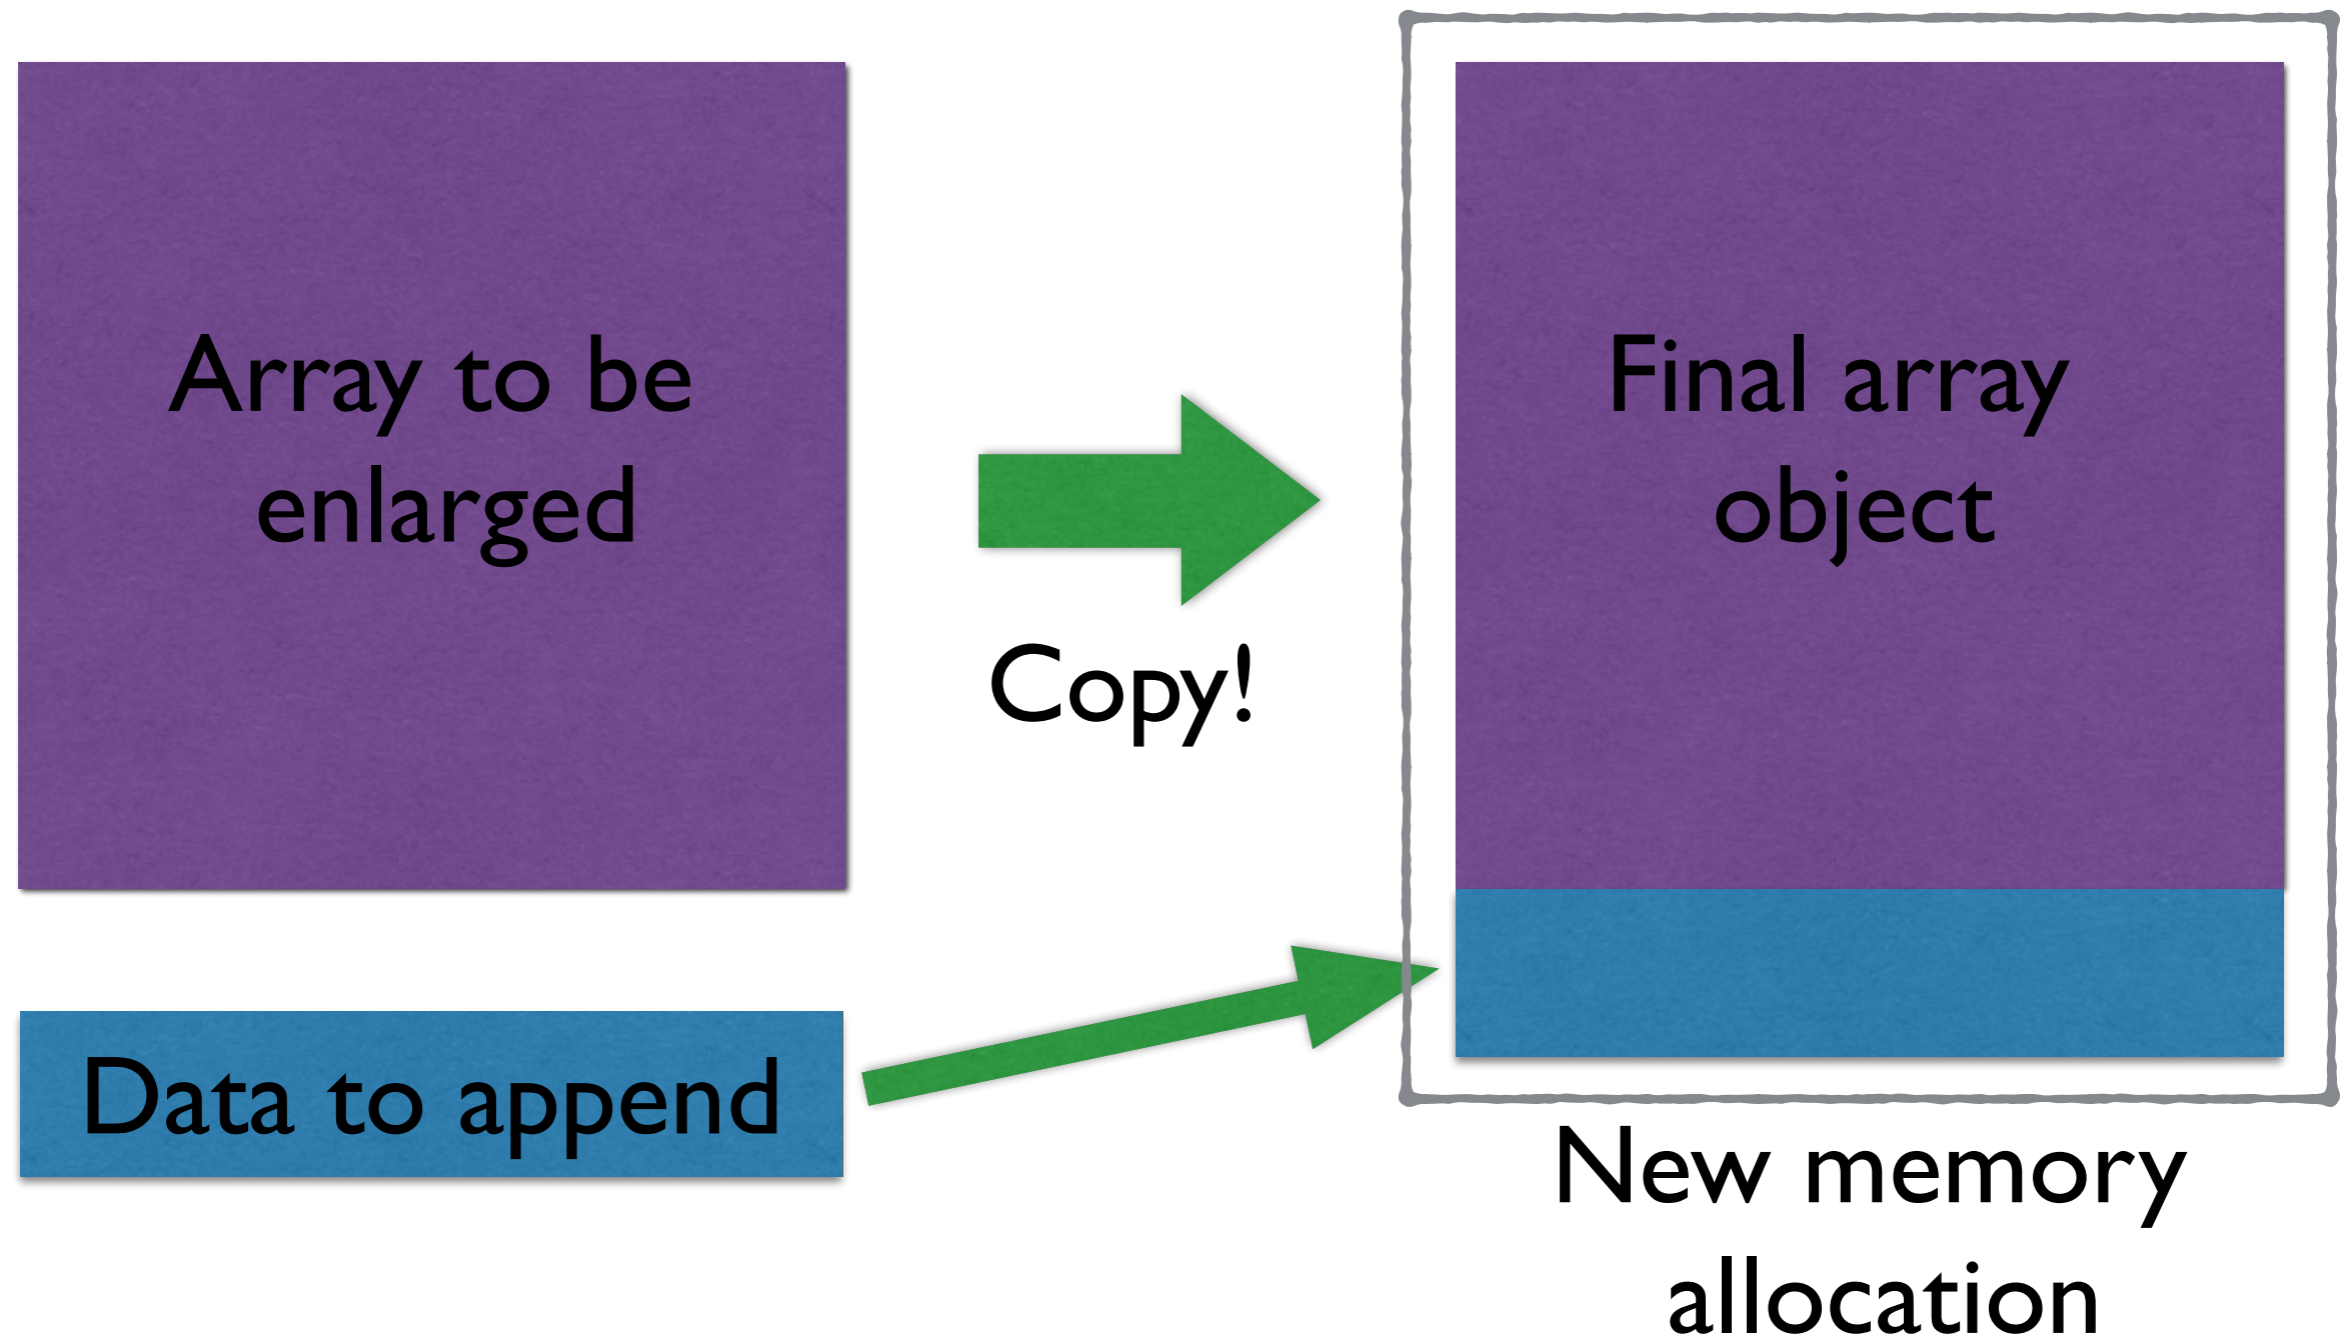 Array to be
enlarged
Copy!
Data to append
Final array
object
New memory
allocation